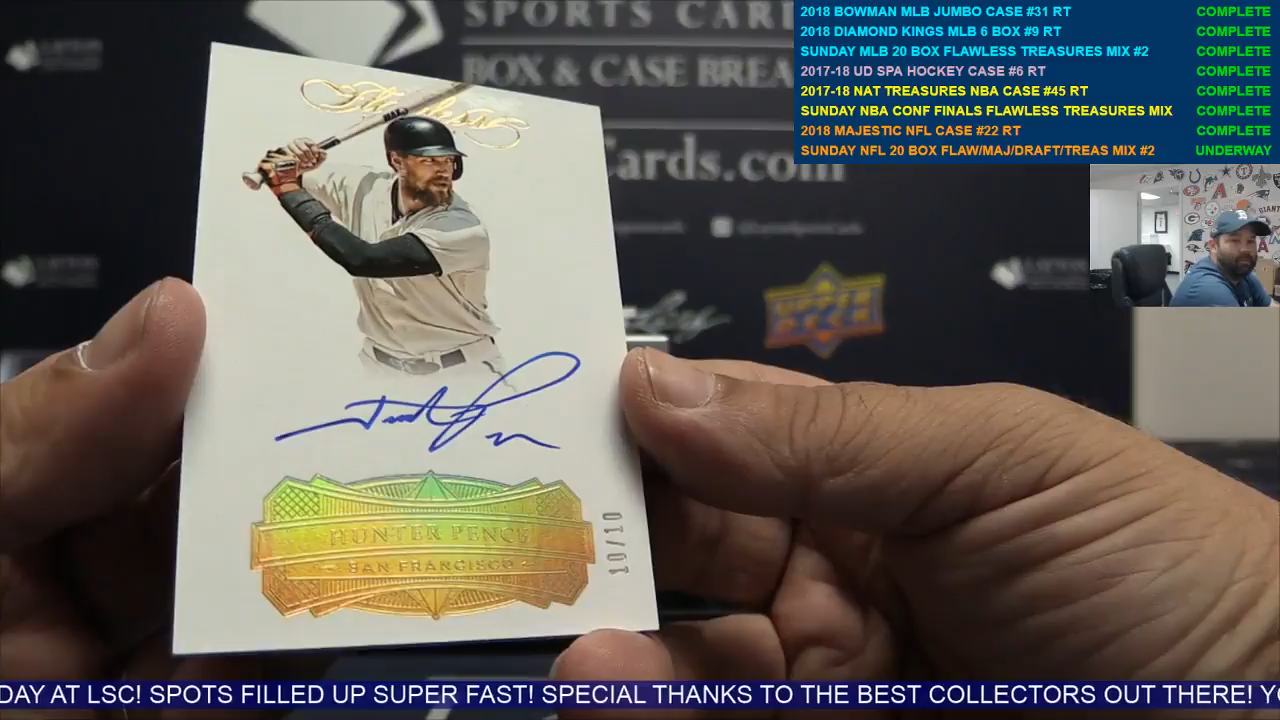 2018 BOWMAN MLB JUMBO CASE #31 RT COMPLETE
2018 DIAMOND KINGS MLB 6 BOX #9 RT COMPLETE
SUNDAY MLB 20 BOX FLAWLESS TREASURES MIX #2 COMPLETE
2017-18 UD SPA HOCKEY CASE #6 RT COMPLETE
2017-18 NAT TREASURES NBA CASE #45 RT COMPLETE
SUNDAY NBA CONF FINALS FLAWLESS TREASURES MIX COMPLETE
2018 MAJESTIC NFL CASE #22 RT COMPLETE
SUNDAY NFL 20 BOX FLAW/MAJ/DRAFT/TREAS MIX #2 UNDERWAY
SPORTS CAR
BOX & CASE BREA
Cards.com
Flawless
UPPER DECK
HUNTER PENCE
SAN FRANCISCO
10/10
DAY AT LSC! SPOTS FILLED UP SUPER FAST! SPECIAL THANKS TO THE BEST COLLECTORS OUT THERE! YO